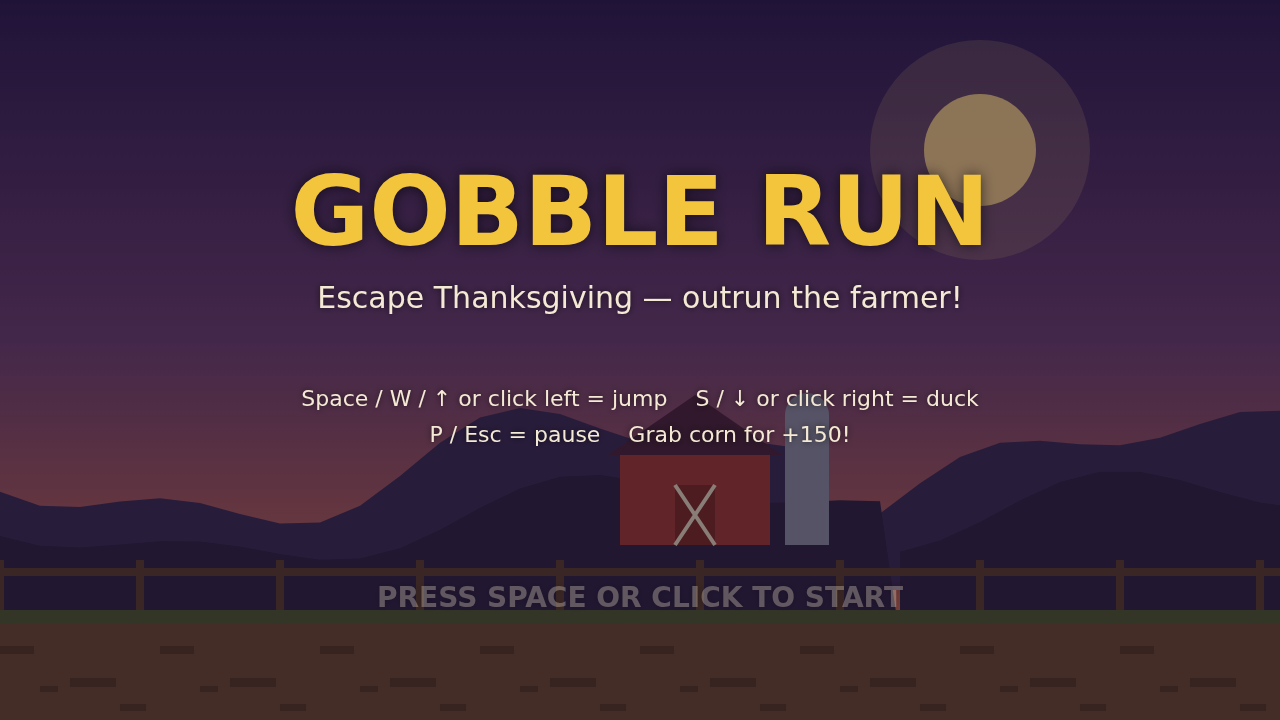 GOBBLE RUN
Escape Thanksgiving — outrun the farmer!
Space / W / ↑ or click left = jump    S / ↓ or click right = duck
P / Esc = pause    Grab corn for +150!
PRESS SPACE OR CLICK TO START